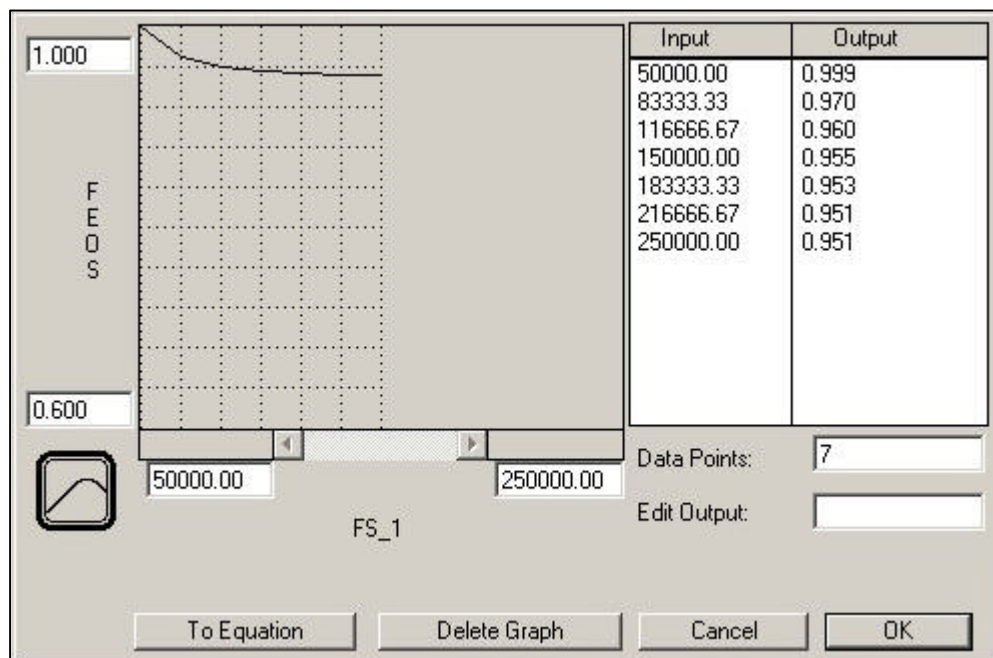 1.000
F
E
O
S
0.600
50000.00
250000.00
FS_1
Input Output
50000.00 0.999
83333.33 0.970
116666.67 0.960
150000.00 0.955
183333.33 0.953
216666.67 0.951
250000.00 0.951
Data Points: 7
Edit Output:
To Equation
Delete Graph
Cancel
OK